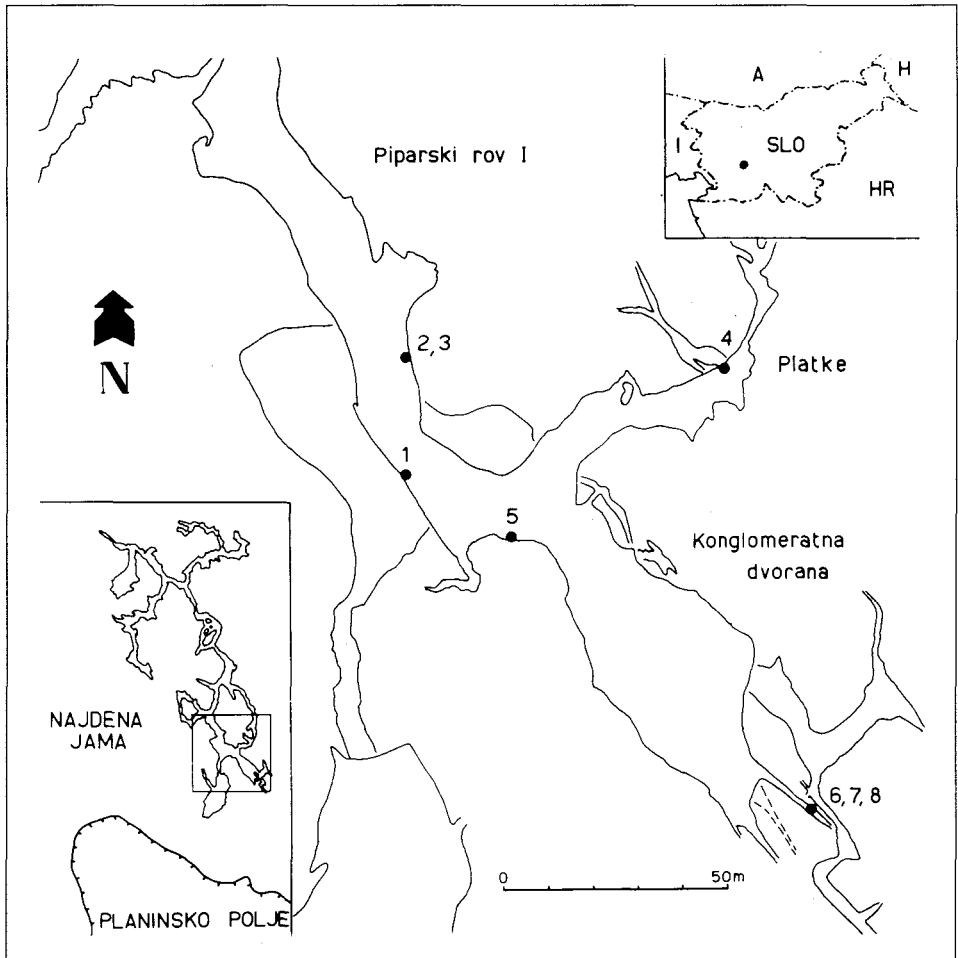 A
H
I
SLO
HR
Piparski rov I
N
2,3
4
Platke
1
5
Konglomeratna
dvorana
NAJDENA
JAMA
6,7,8
0
50m
PLANINSKO POLJE